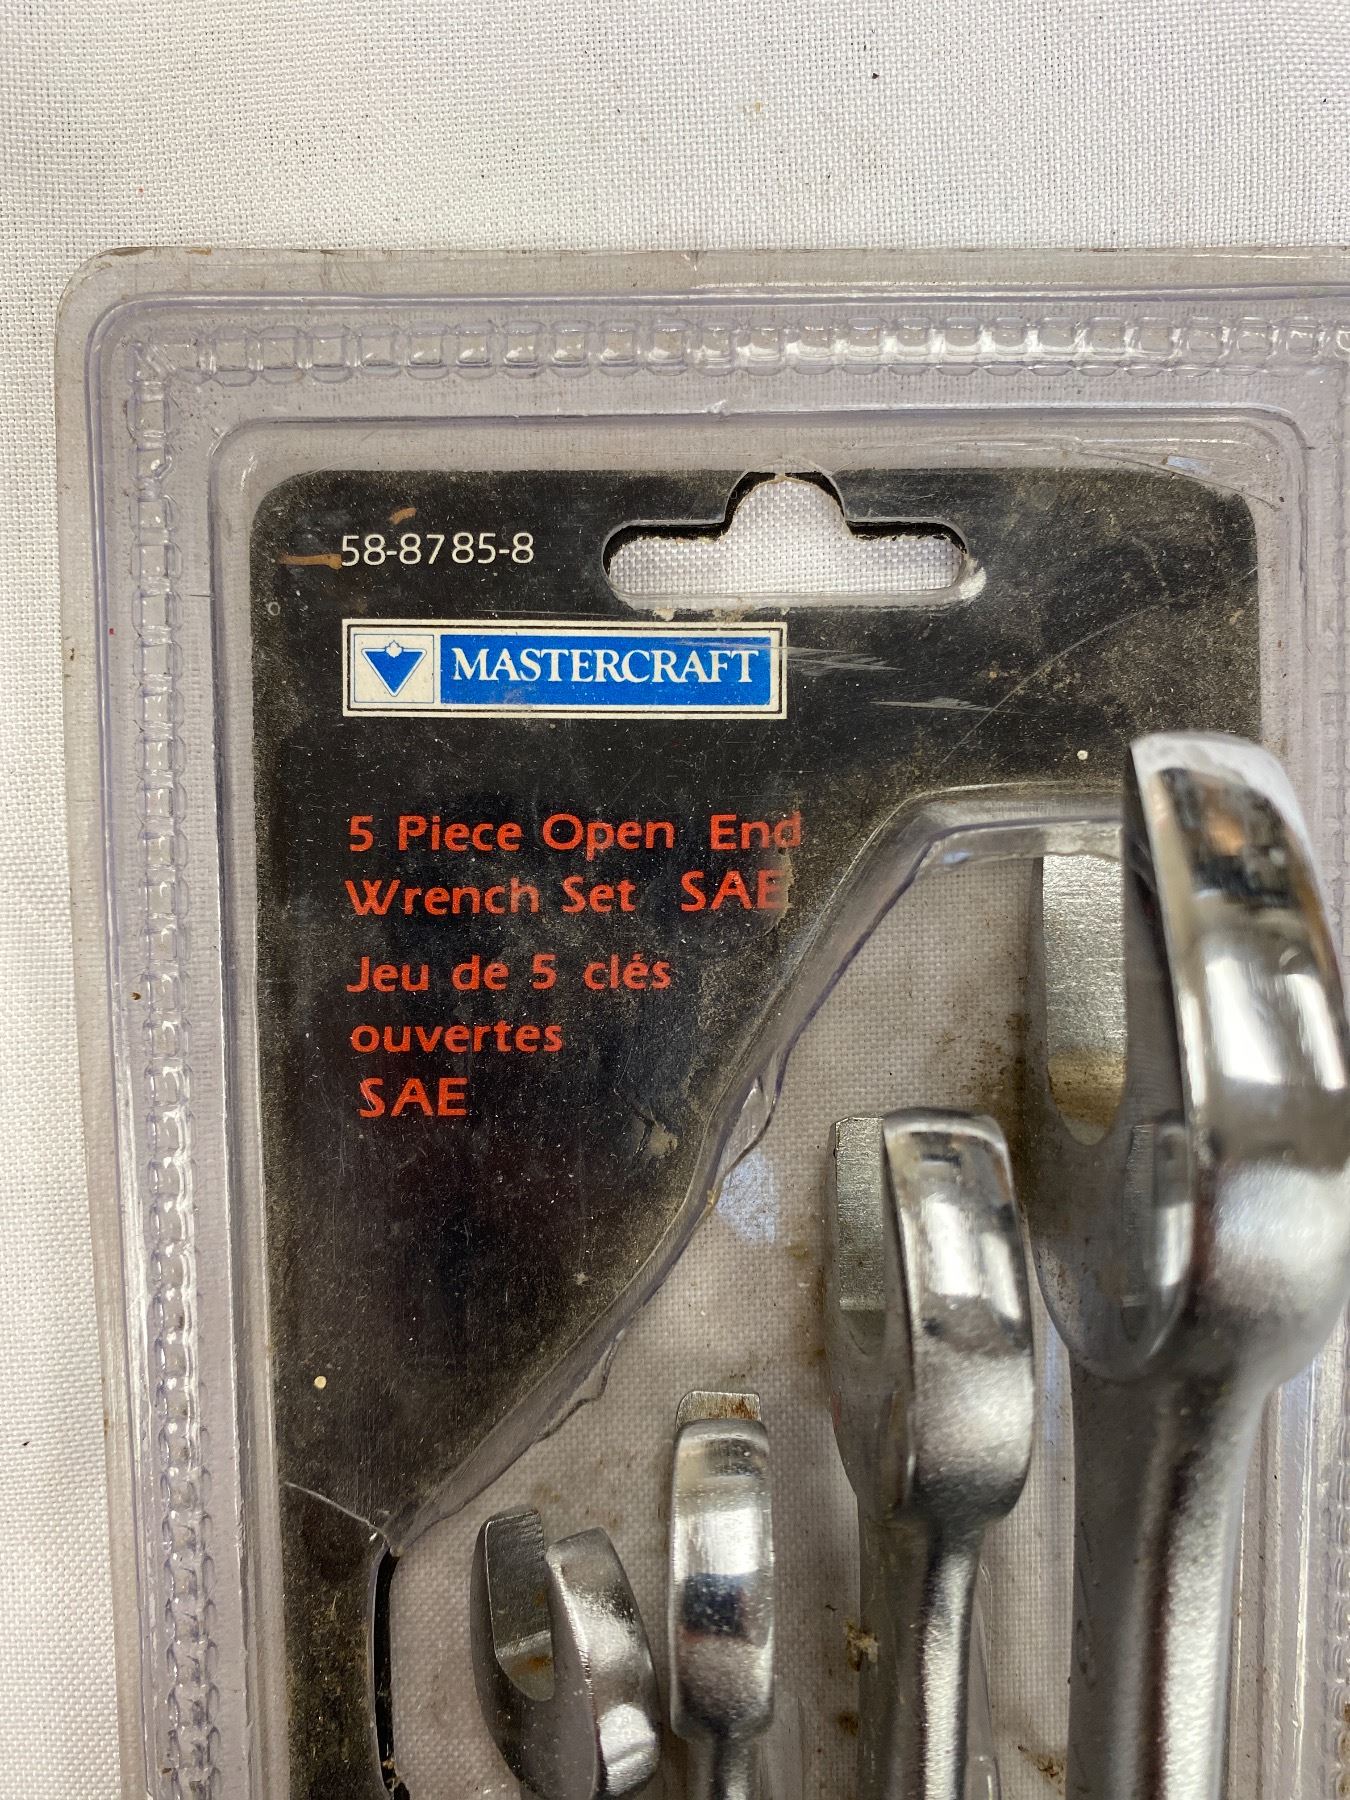 58-8785-8
MASTERCRAFT
5 Piece Open End
Wrench Set SAE
Jeu de 5 clés
ouvertes
SAE